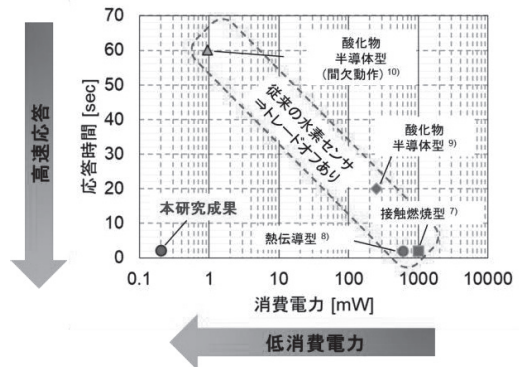 高速応答
応答時間 [sec]
70
60
50
40
30
20
10
0
酸化物
半導体型
(間欠動作) 10)
従来の水素センサ
⇒トレードオフあり
酸化物
半導体型 9)
本研究成果
熱伝導型 8)
接触燃焼型 7)
0.1
1
10
100
1000
10000
消費電力 [mW]
低消費電力